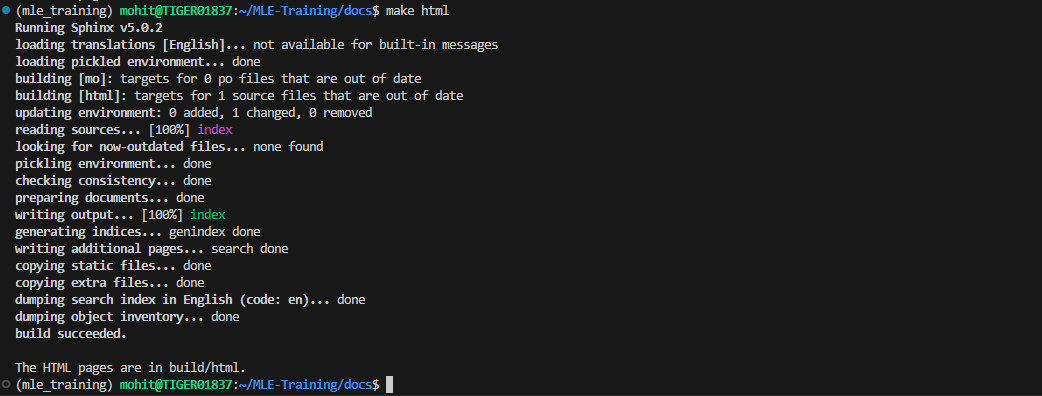 (mle_training) mohit@TIGER01837:~/MLE-Training/docs$ make html
Running Sphinx v5.0.2
loading translations [English]... not available for built-in messages
loading pickled environment... done
building [mo]: targets for 0 po files that are out of date
building [html]: targets for 1 source files that are out of date
updating environment: 0 added, 1 changed, 0 removed
reading sources... [100%] index
looking for now-outdated files... none found
pickling environment... done
checking consistency... done
preparing documents... done
writing output... [100%] index
generating indices... genindex done
writing additional pages... search done
copying static files... done
copying extra files... done
dumping search index in English (code: en)... done
dumping object inventory... done
build succeeded.
The HTML pages are in build/html.
(mle_training) mohit@TIGER01837:~/MLE-Training/docs$